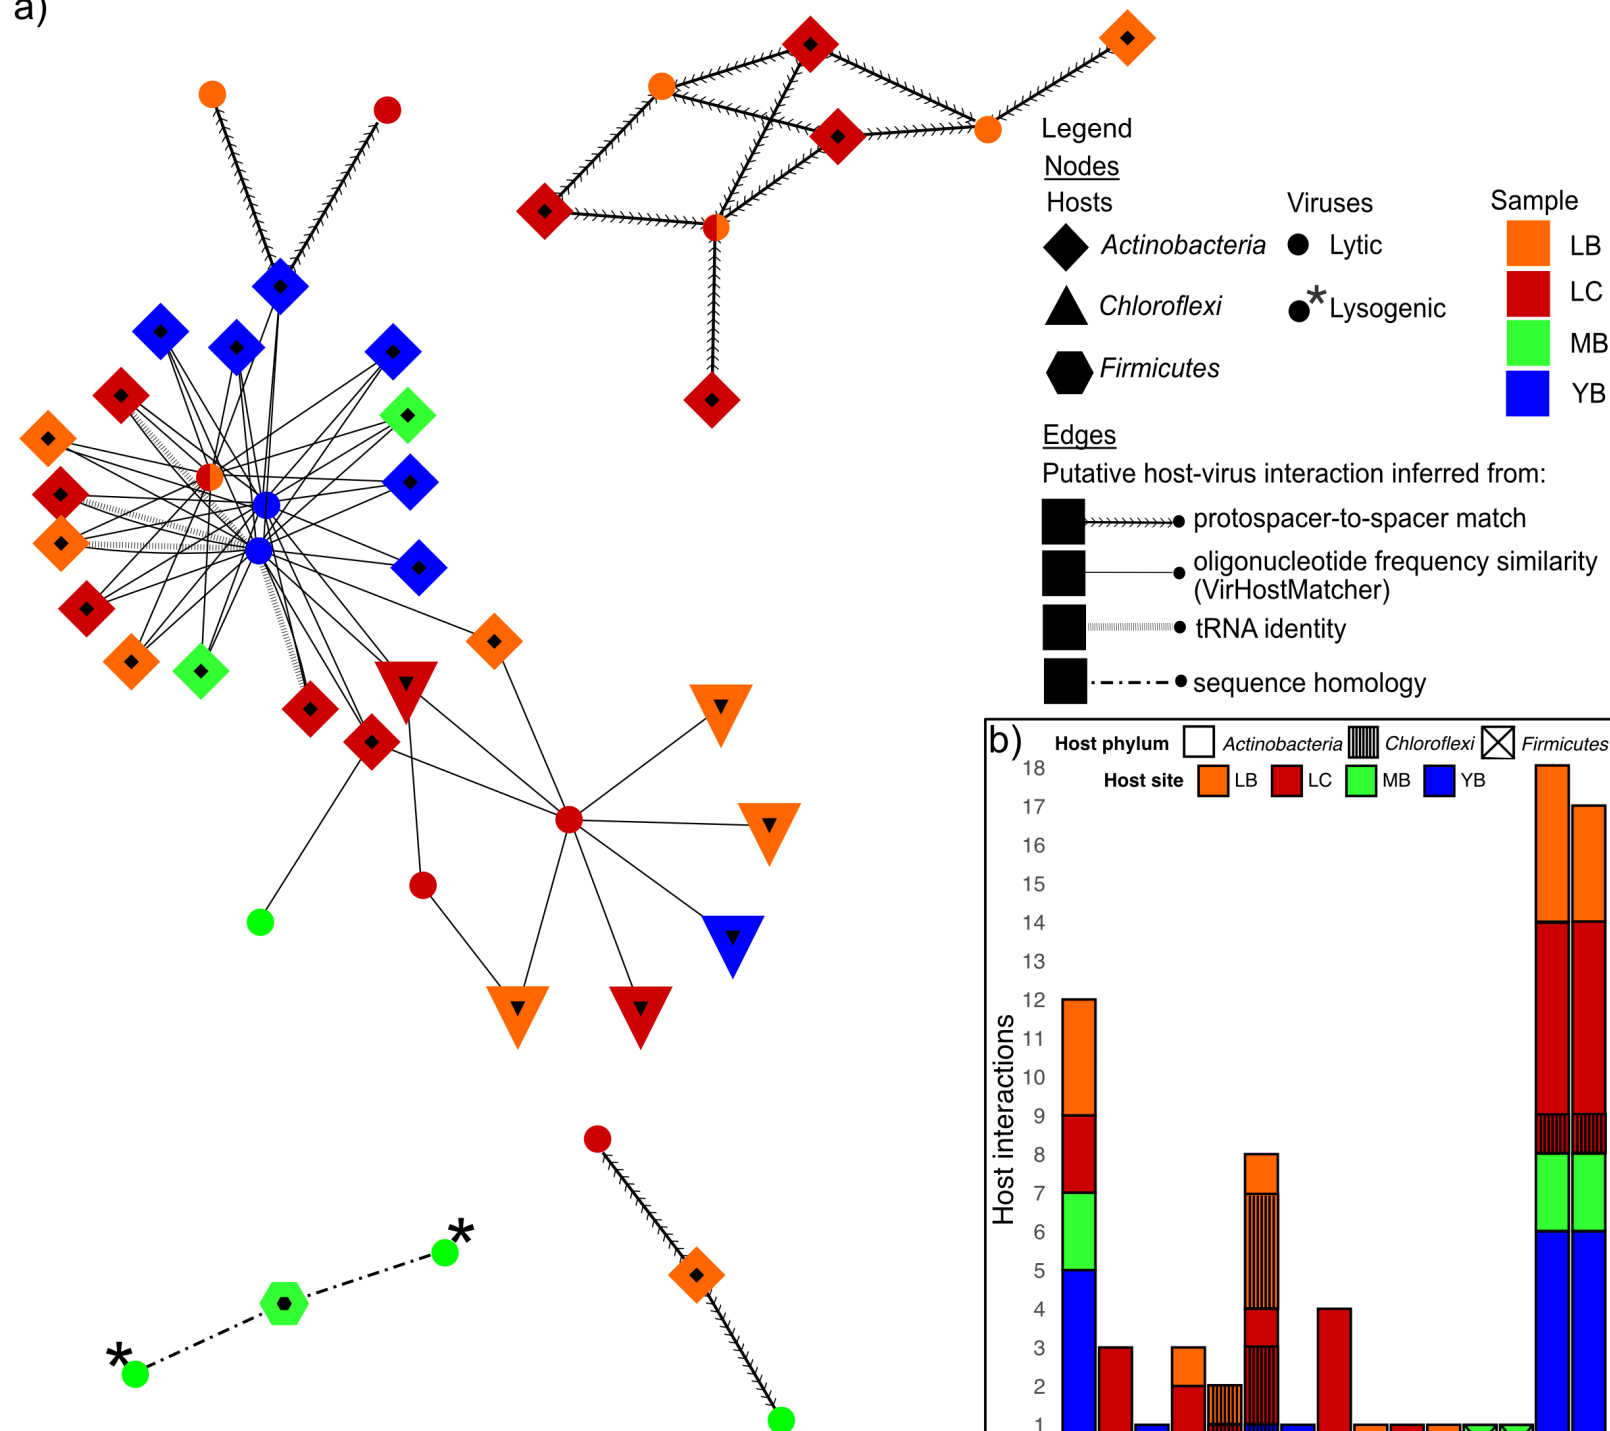 a)
Legend
Nodes
Hosts
Viruses
Sample
Actinobacteria
Lytic
LB
Chloroflexi
* Lysogenic
LC
Firmicutes
MB
YB
Edges
Putative host-virus interaction inferred from:
protospacer-to-spacer match
oligonucleotide frequency similarity
(VirHostMatcher)
tRNA identity
sequence homology
*
*
b)
Host phylum Actinobacteria Chloroflexi Firmicutes
Host site LB LC MB YB
Host interactions
18
17
16
15
14
13
12
11
10
9
8
7
6
5
4
3
2
1